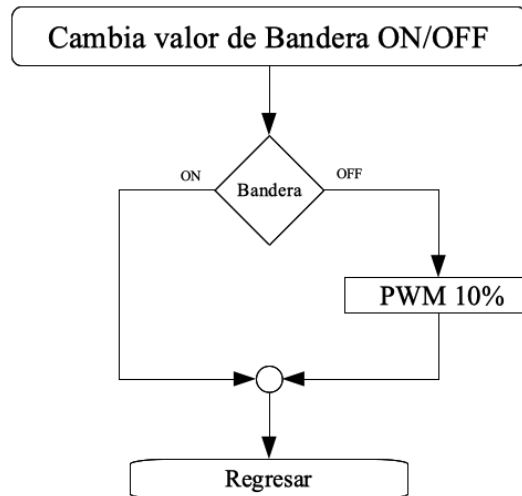 Cambia valor de Bandera ON/OFF
ON
Bandera
OFF
PWM 10%
Regresar